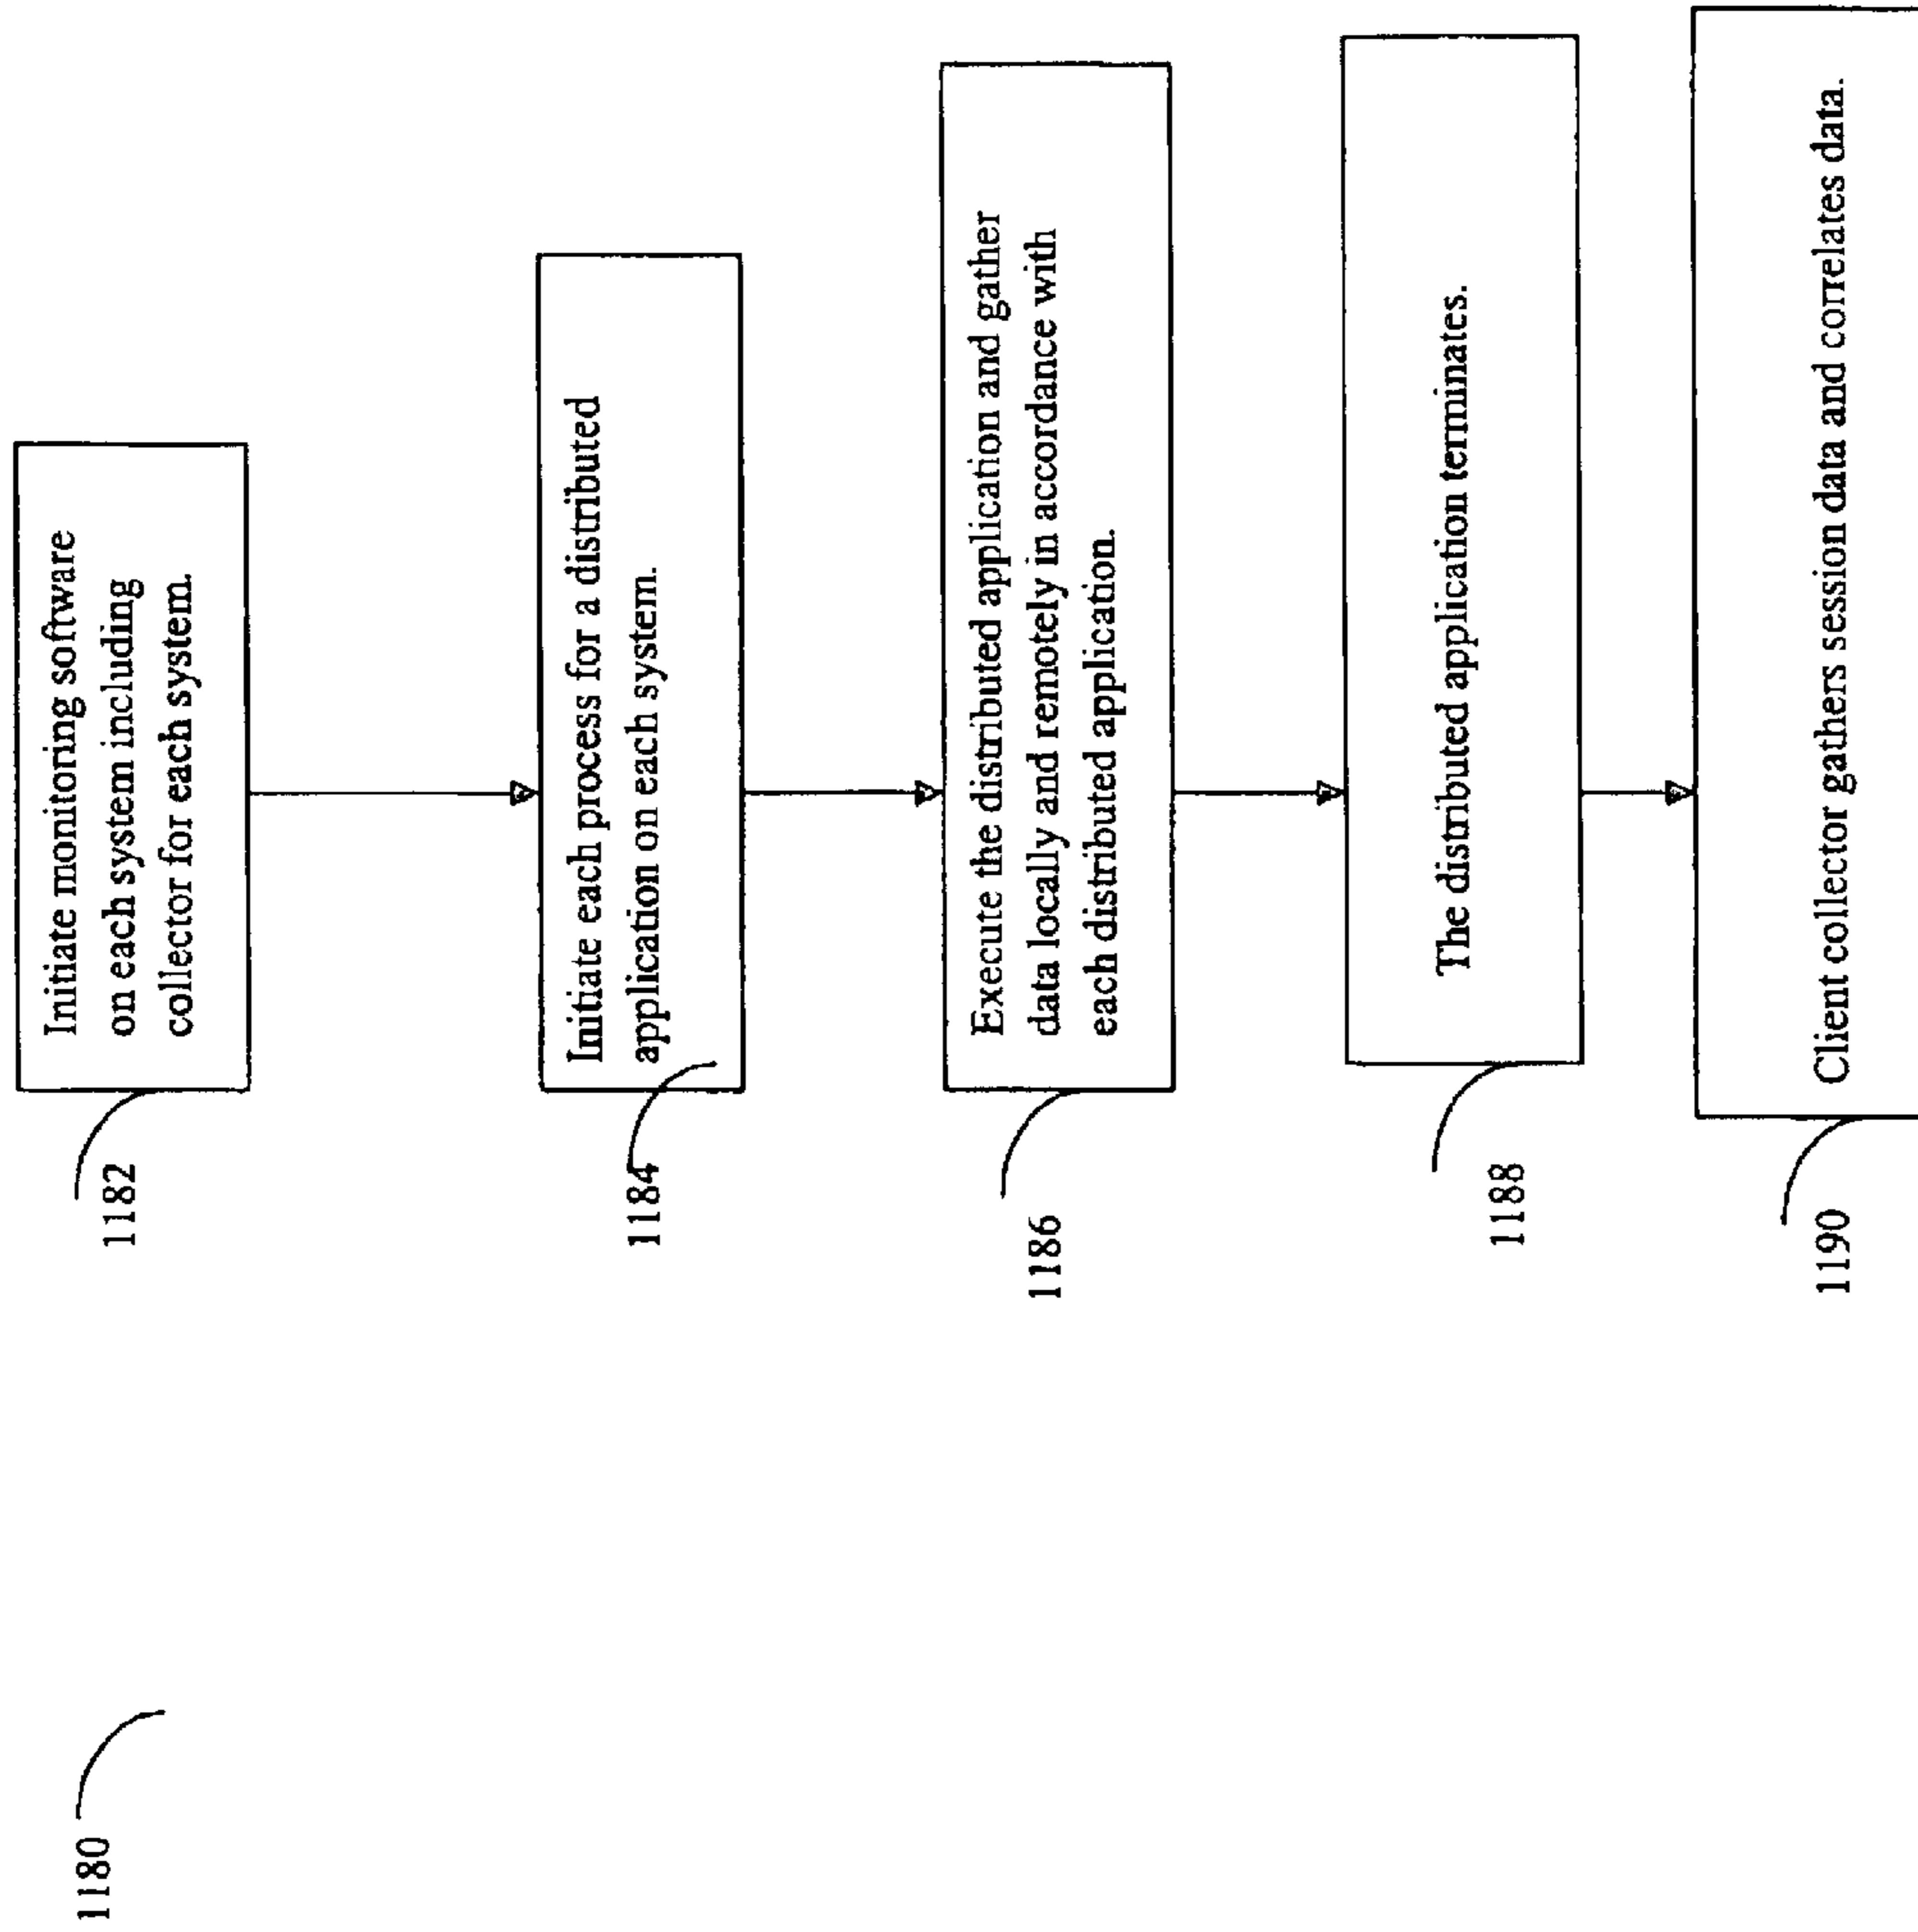 1180
1182
Initiate monitoring software
on each system including
collector for each system.
1184
Initiate each process for a distributed
application on each system.
1186
Execute the distributed application and gather
data locally and remotely in accordance with
each distributed application.
1188
The distributed application terminates.
1190
Client collector gathers session data and correlates data.